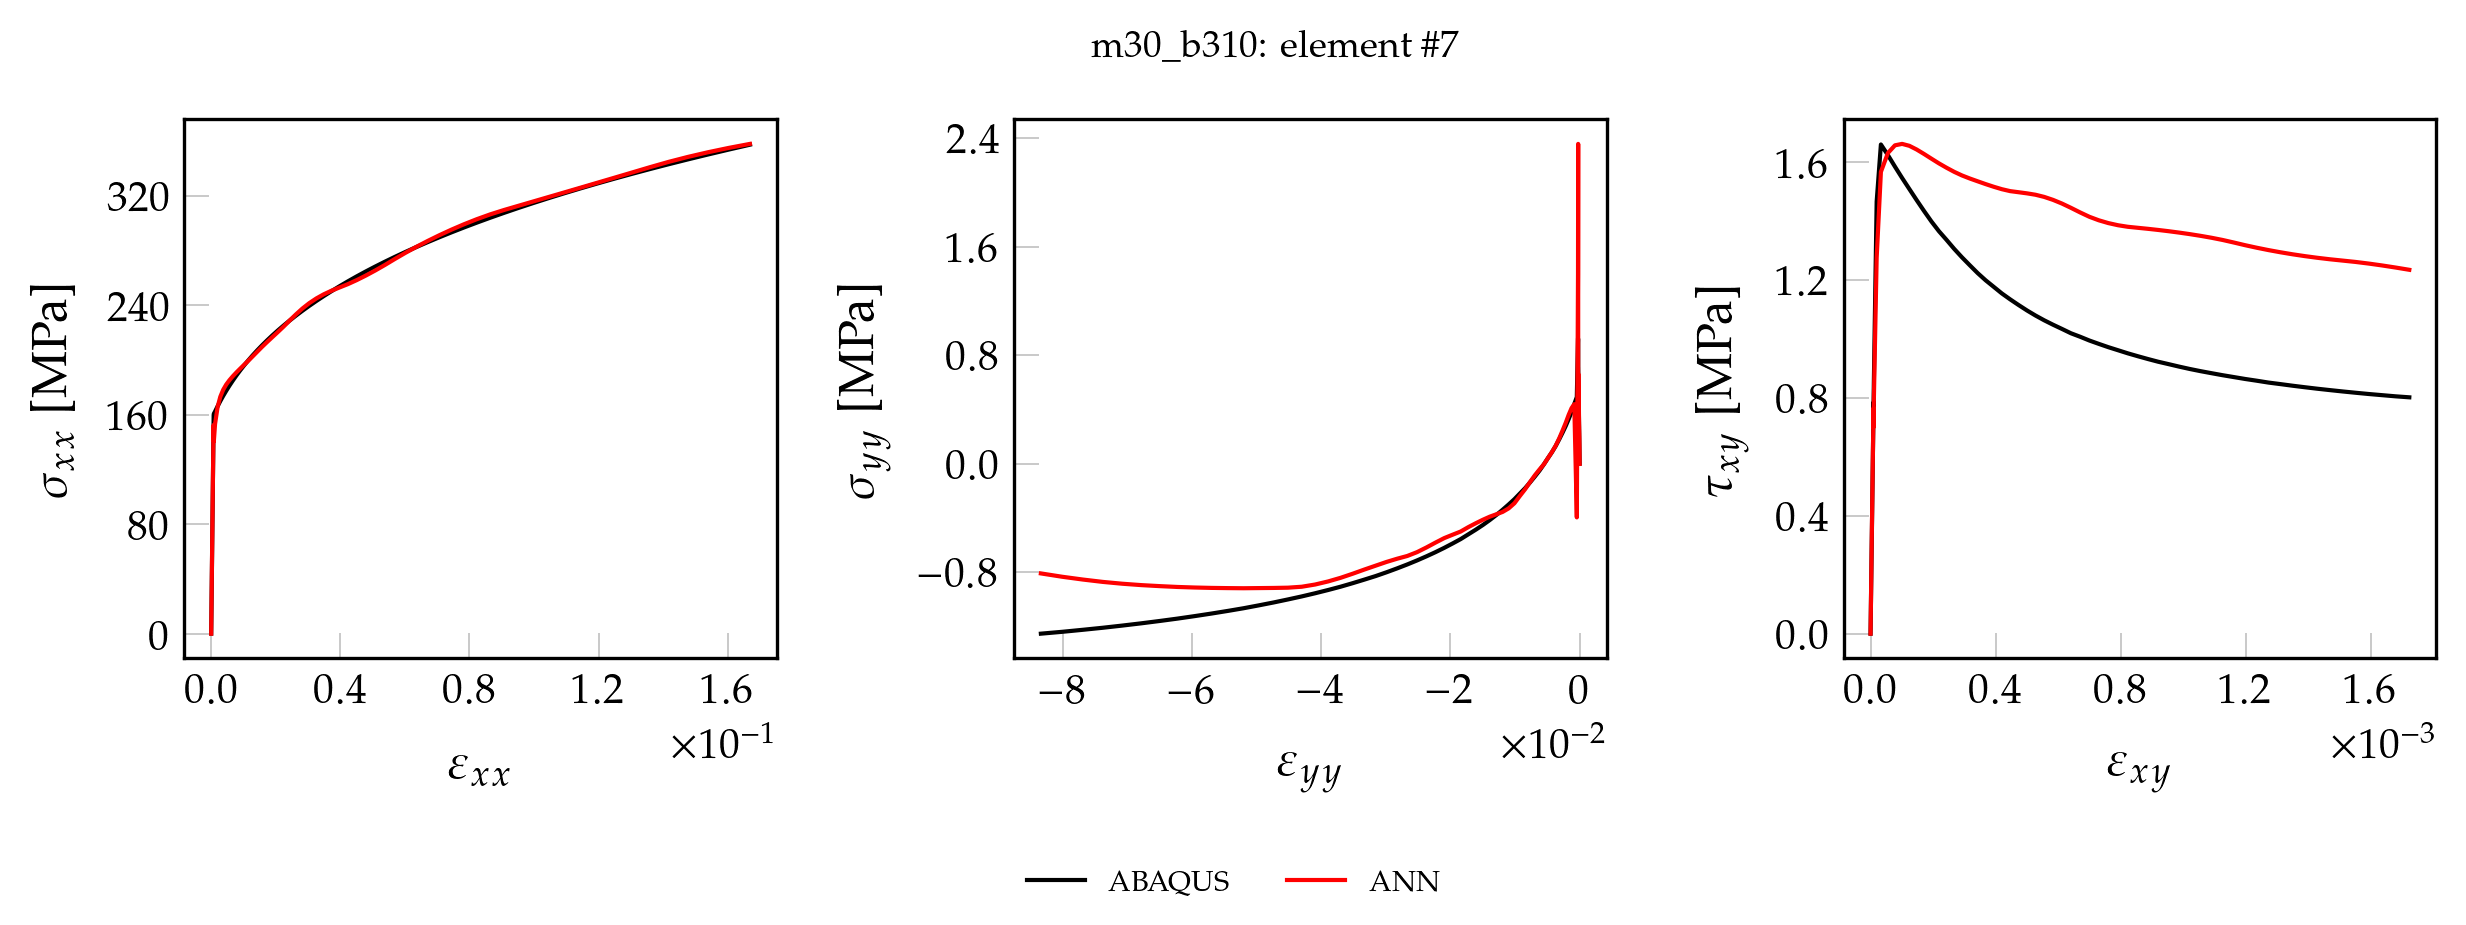 m30_b310: element #7
σxx [MPa]
320
240
160
80
0
0.0 0.4 0.8 1.2 1.6
×10⁻¹
εxx
σyy [MPa]
2.4
1.6
0.8
0.0
−0.8
−8 −6 −4 −2 0
×10⁻²
εyy
τxy [MPa]
1.6
1.2
0.8
0.4
0.0
0.0 0.4 0.8 1.2 1.6
×10⁻³
εxy
ABAQUS ANN